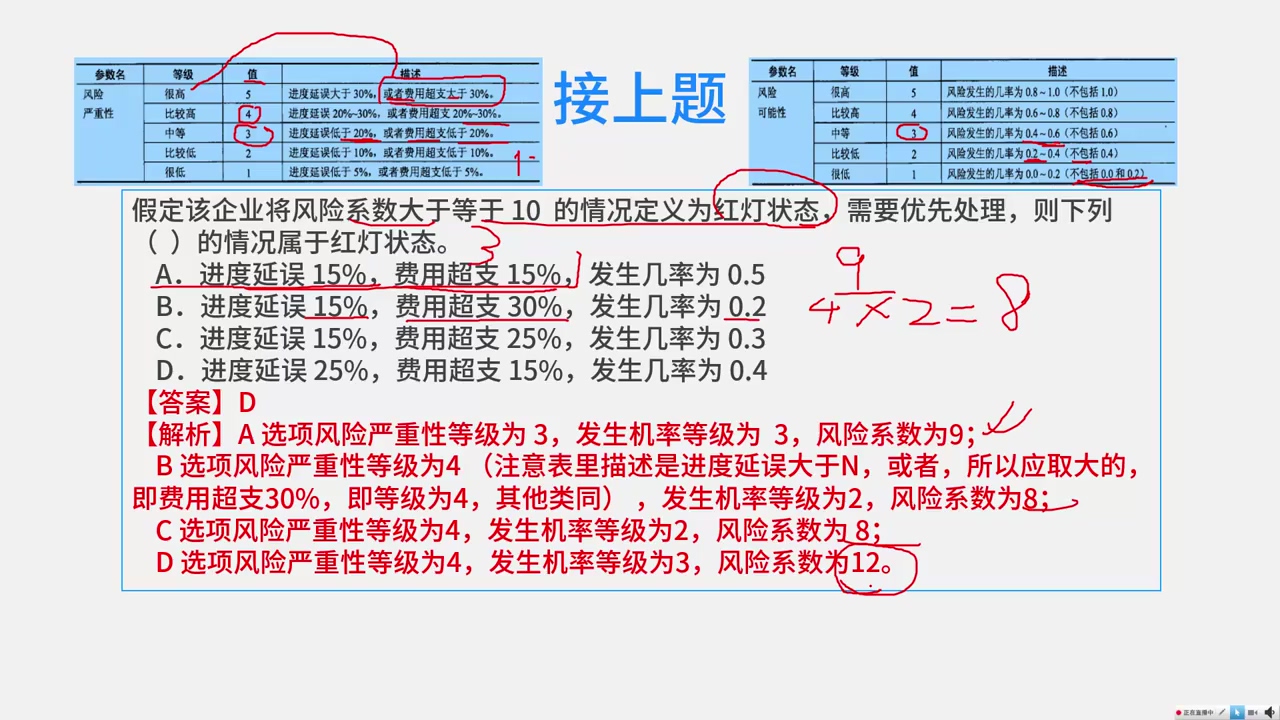 参数名 等级 值 描述
风险 很高 5 进度延误大于 30%，或者费用超支大于 30%。
严重性 比较高 4 进度延误 20%~30%，或者费用超支 20%~30%。
中等 3 进度延误低于 20%，或者费用超支低于 20%。
比较低 2 进度延误低于 10%，或者费用超支低于 10%。
很低 1 进度延误低于 5%，或者费用超支低于 5%。
接上题
参数名 等级 值 描述
风险 很高 5 风险发生的几率为 0.8～1.0（不包括 1.0）
可能性 比较高 4 风险发生的几率为 0.6～0.8（不包括 0.8）
中等 3 风险发生的几率为 0.4～0.6（不包括 0.6）
比较低 2 风险发生的几率为 0.2～0.4（不包括 0.4）
很低 1 风险发生的几率为 0.0～0.2（不包括 0.0 和 0.2）
假定该企业将风险系数大于等于 10 的情况定义为红灯状态，需要优先处理，则下列
（ ）的情况属于红灯状态。
3
A．进度延误 15%，费用超支 15%，发生几率为 0.5
B．进度延误 15%，费用超支 30%，发生几率为 0.2
C．进度延误 15%，费用超支 25%，发生几率为 0.3
D．进度延误 25%，费用超支 15%，发生几率为 0.4
9
4×2=8
【答案】D
【解析】A 选项风险严重性等级为 3，发生机率等级为 3，风险系数为9；
B 选项风险严重性等级为4 （注意表里描述是进度延误大于N，或者，所以应取大的，
即费用超支30%，即等级为4，其他类同），发生机率等级为2，风险系数为8；
C 选项风险严重性等级为4，发生机率等级为2，风险系数为 8；
D 选项风险严重性等级为4，发生机率等级为3，风险系数为12。
正在直播中